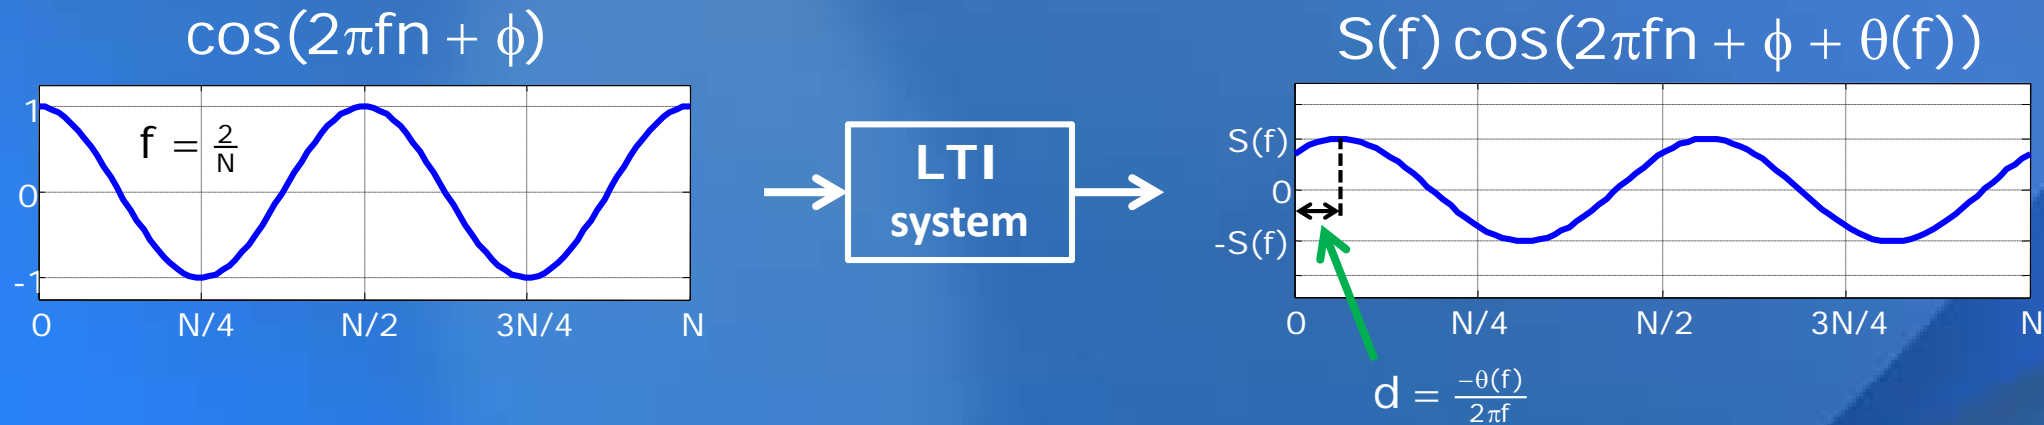 cos(2πfn + ϕ)
S(f) cos(2πfn + ϕ + θ(f))
1
0
-1
f = 2/N
0 N/4 N/2 3N/4 N
LTI
system
S(f)
0
-S(f)
0 N/4 N/2 3N/4 N
d = −θ(f)/2πf